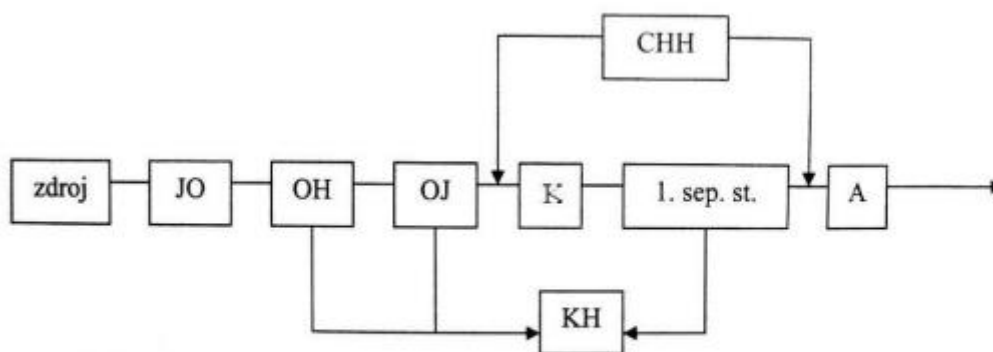 CHH
zdroj
JO
OH
OJ
K
1. sep. st.
A
KH